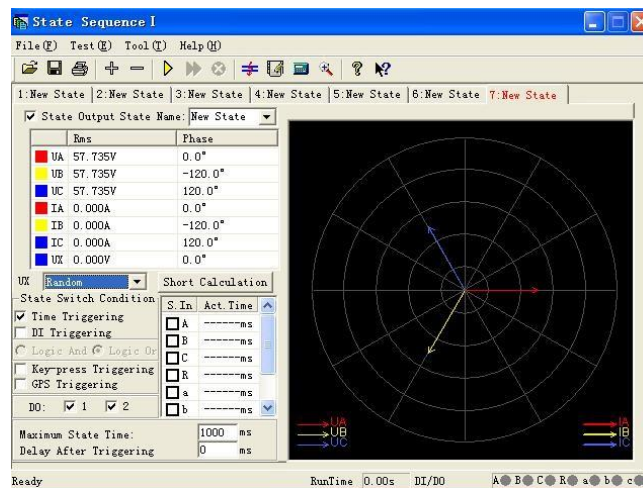 State Sequence I
File(F) Test(E) Tool(T) Help(H)
1:New State 2:New State 3:New State 4:New State 5:New State 6:New State 7:New State
State Output State Name: New State
Rms Phase
UA 57.735V 0.0°
UB 57.735V -120.0°
UC 57.735V 120.0°
IA 0.000A 0.0°
IB 0.000A -120.0°
IC 0.000A 120.0°
UX 0.000V 0.0°
UX Random Short Calculation
State Switch Condition
Time Triggering
DI Triggering
Logic And Logic Or
Key-press Triggering
GPS Triggering
DO: 1 2
S.In Act.Time
A ------ms
B ------ms
C ------ms
R ------ms
a ------ms
b ------ms
Maximum State Time: 1000 ms
Delay After Triggering 0 ms
UA IA
UB IB
UC IC
Ready RunTime 0.00s DI/DO A B C R a b c